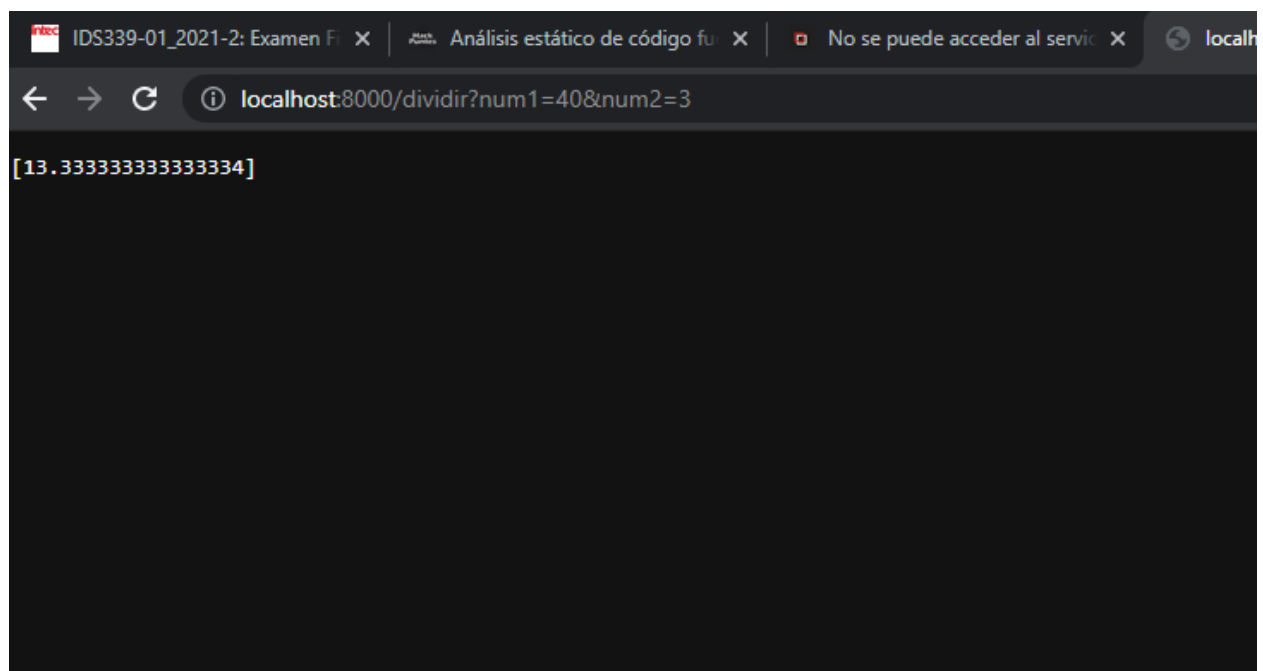 intec IDS339-01_2021-2: Examen Fi Análisis estático de código fu No se puede acceder al servic localh
localhost:8000/dividir?num1=40&num2=3
[13.333333333333334]